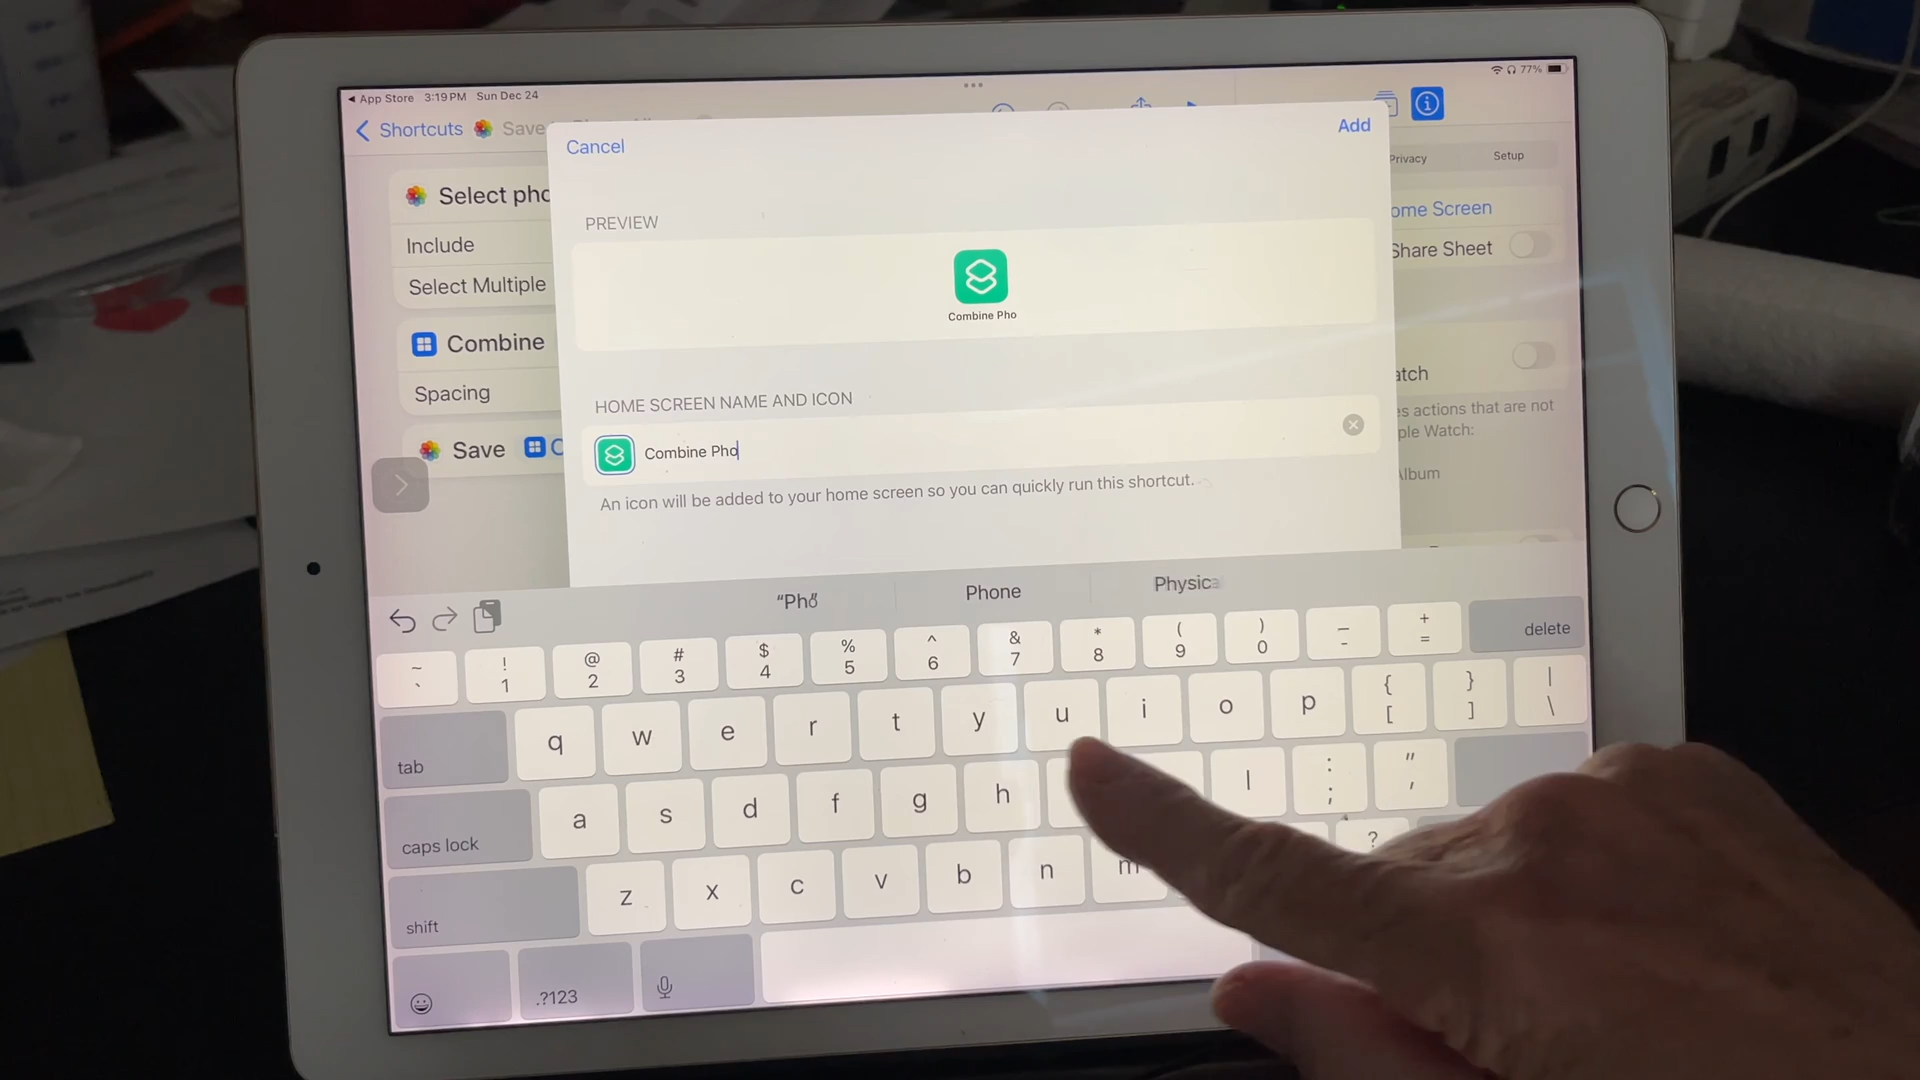 ◂ App Store 3:19 PM Sun Dec 24
77%
Shortcuts Save
Cancel
Add
Privacy Setup
Select pho
Include
Select Multiple
Combine
Spacing
Save
PREVIEW
Combine Pho
HOME SCREEN NAME AND ICON
Combine Pho
An icon will be added to your home screen so you can quickly run this shortcut.
ome Screen
Share Sheet
atch
s actions that are not
ple Watch:
Album
“Pho” Phone Physica
~ ! @ # $ % ^ & * ( ) – +
` 1 2 3 4 5 6 7 8 9 0 - = delete
tab q w e r t y u i o p { [ } ] | \
caps lock a s d f g h l : ; " '
shift z x c v b n m ?
.?123